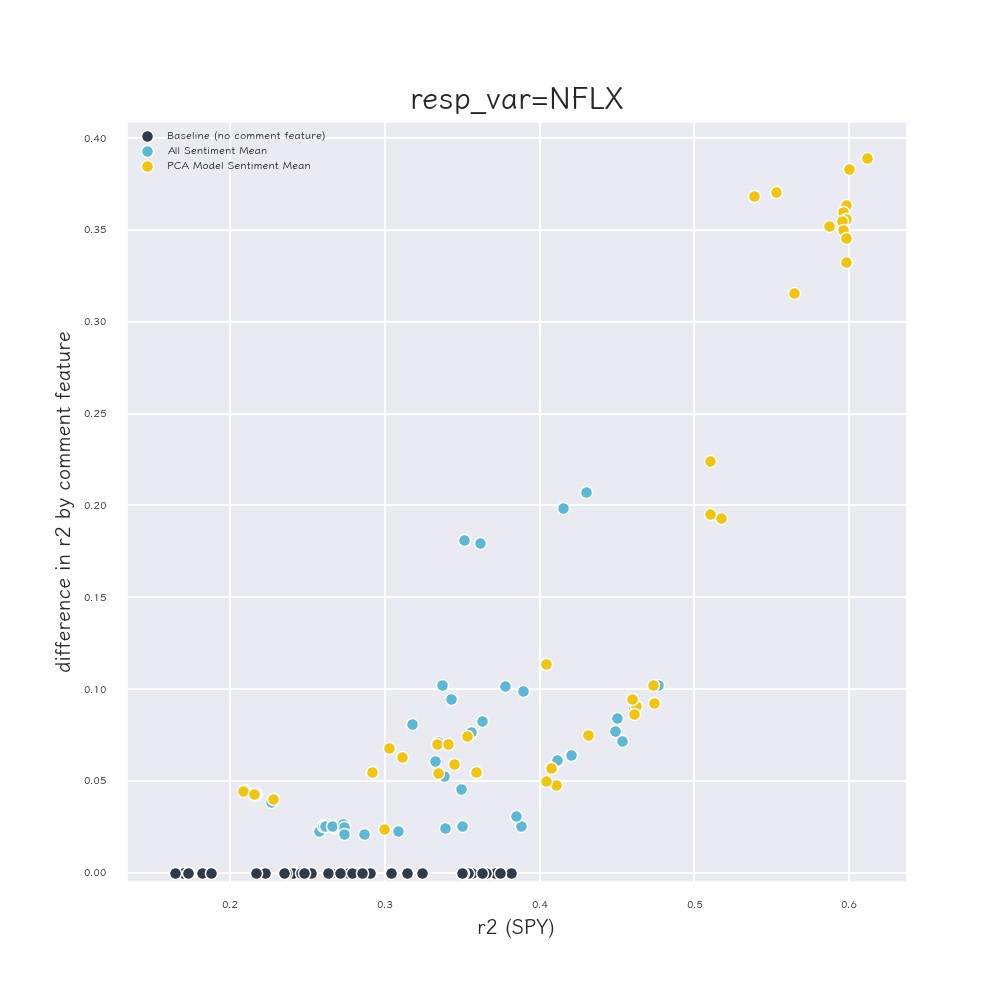 resp_var=NFLX
Baseline (no comment feature)
All Sentiment Mean
PCA Model Sentiment Mean
0.40
0.35
0.30
0.25
0.20
0.15
0.10
0.05
0.00
difference in r2 by comment feature
0.2 0.3 0.4 0.5 0.6
r2 (SPY)